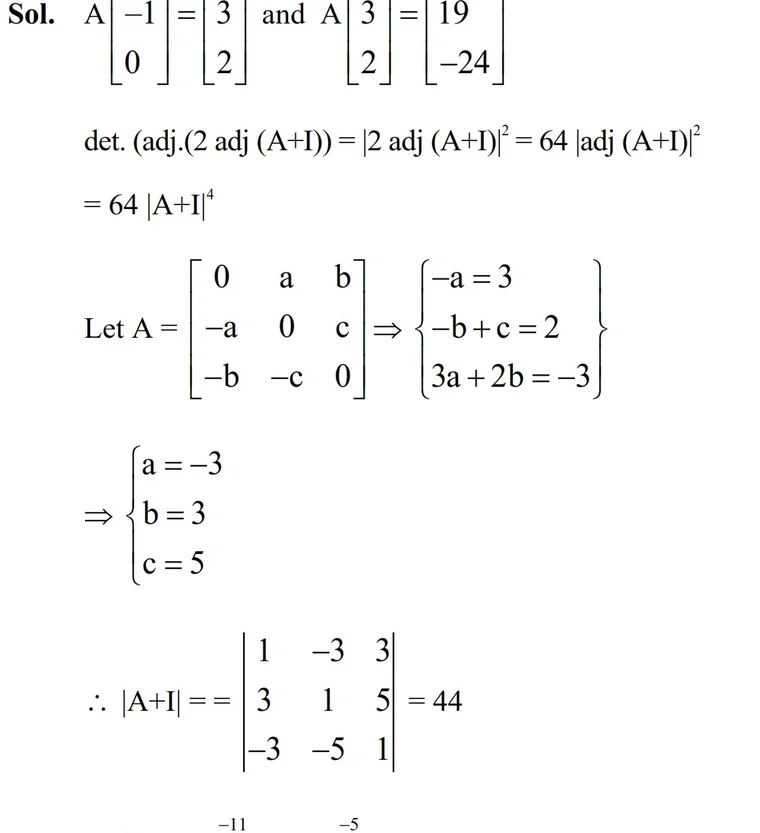 Sol. A [−1 0] = [3 2] and A [3 2] = [19 −24]
det. (adj.(2 adj (A+I)) = |2 adj (A+I)|² = 64 |adj (A+I)|²
= 64 |A+I|⁴
Let A = [0 a b; −a 0 c; −b −c 0] ⇒ {−a = 3; −b + c = 2; 3a + 2b = −3}
⇒ {a = −3; b = 3; c = 5
∴ |A+I| = = |1 −3 3; 3 1 5; −3 −5 1| = 44
−11 −5